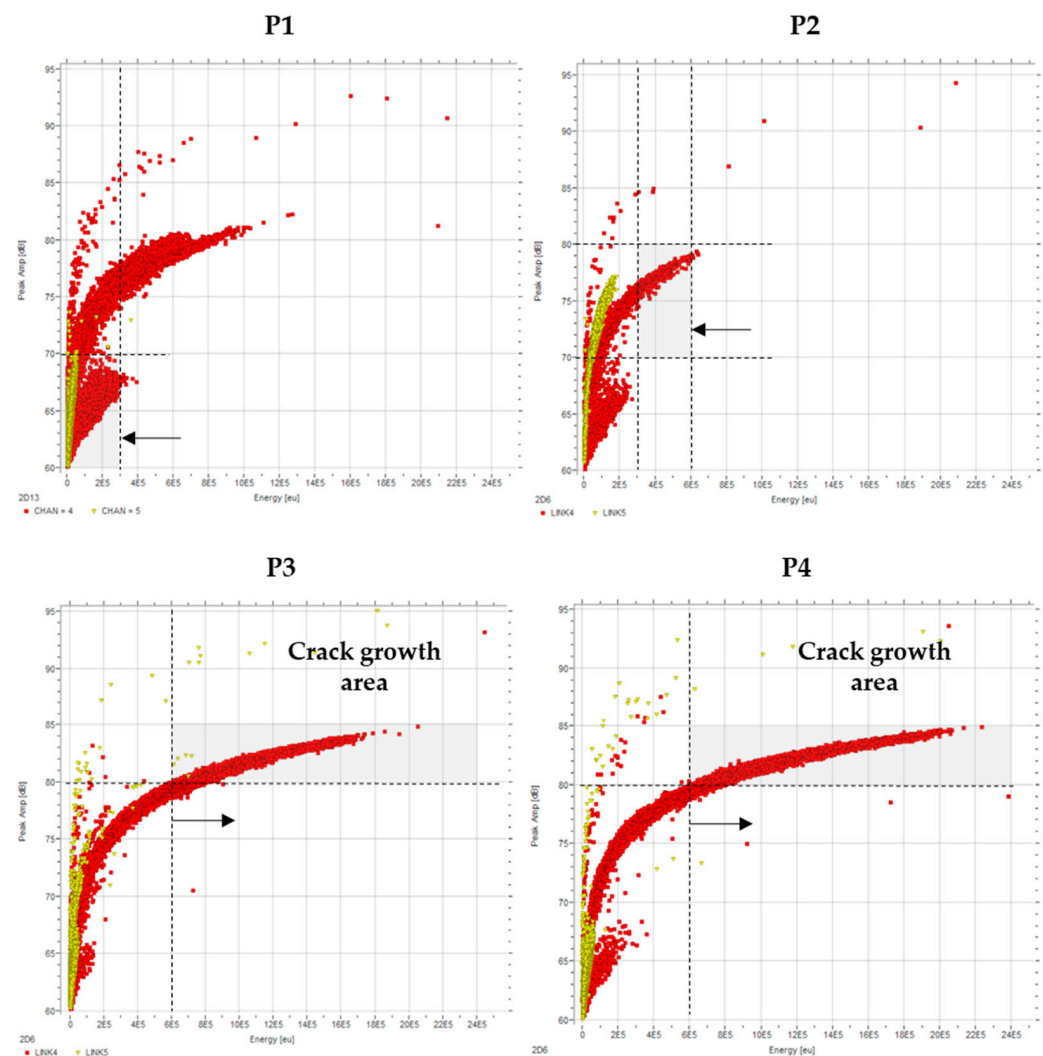 P1
95
90
85
80
75
70
65
60
Peak Amp [dB]
0 2E5 4E5 6E5 8E5 10E5 12E5 14E5 16E5 18E5 20E5 22E5 24E5
Energy [eu]
2D13
CHAN = 4 CHAN = 5
P2
95
90
85
80
75
70
65
60
Peak Amp [dB]
0 2E5 4E5 6E5 8E5 10E5 12E5 14E5 16E5 18E5 20E5 22E5 24E5
Energy [eu]
2D6
LINK4 LINK5
P3
95
90
85
80
75
70
65
60
Peak Amp [dB]
Crack growth
area
0 2E5 4E5 6E5 8E5 10E5 12E5 14E5 16E5 18E5 20E5 22E5 24E5
Energy [eu]
2D6
LINK4 LINK5
P4
95
90
85
80
75
70
65
60
Peak Amp [dB]
Crack growth
area
0 2E5 4E5 6E5 8E5 10E5 12E5 14E5 16E5 18E5 20E5 22E5 24E5
Energy [eu]
2D6